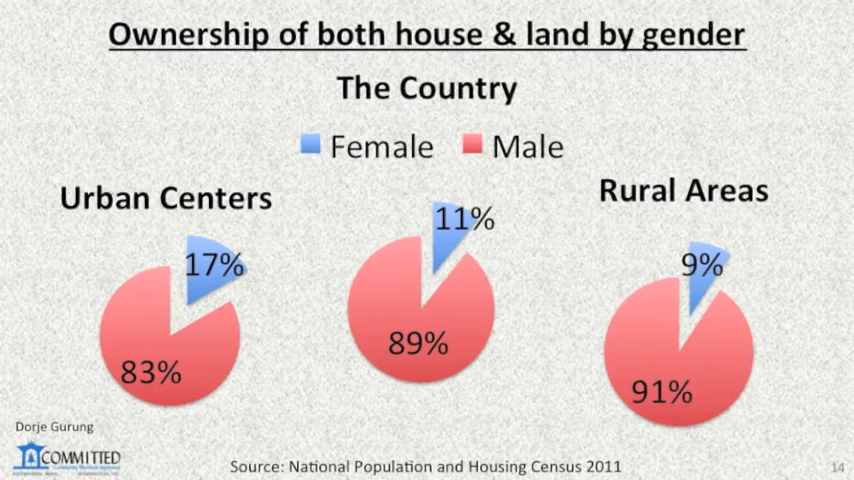 Ownership of both house & land by gender
The Country
Female Male
Urban Centers
Rural Areas
17%
11%
9%
83%
89%
91%
Dorje Gurung
COMMITTED
Source: National Population and Housing Census 2011
14